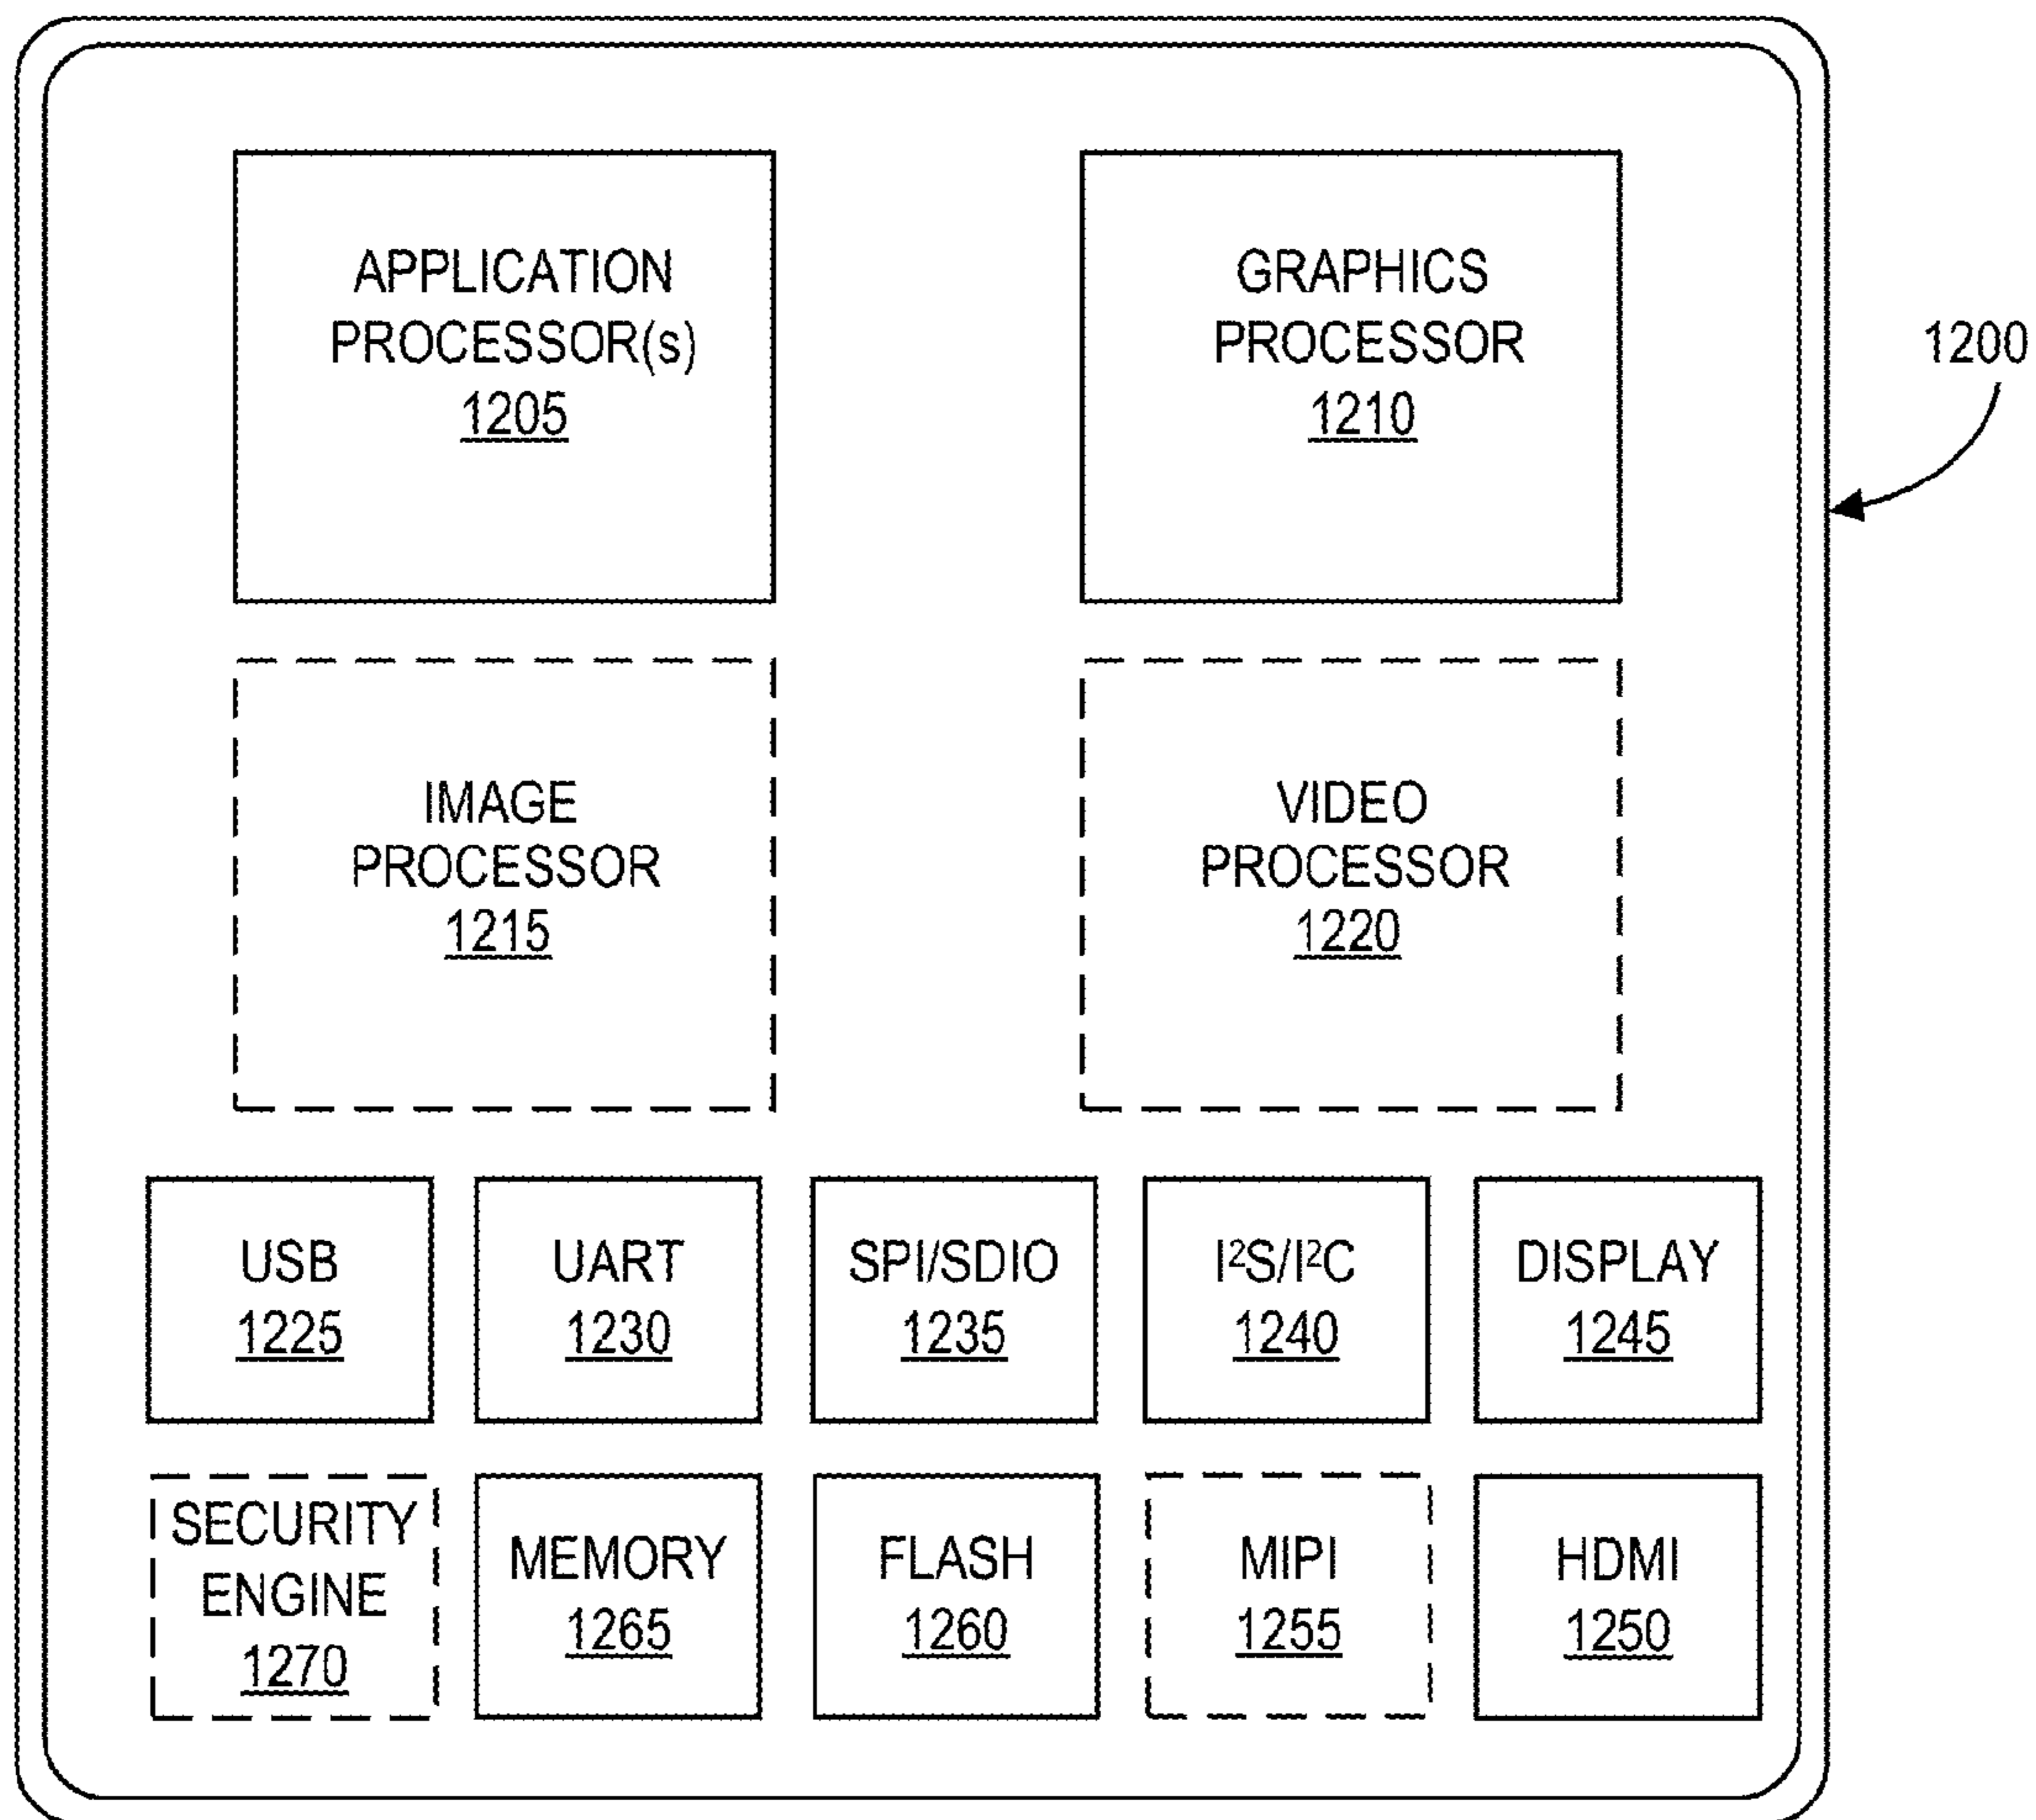 APPLICATION
PROCESSOR(s)
1205
GRAPHICS
PROCESSOR
1210
1200
IMAGE
PROCESSOR
1215
VIDEO
PROCESSOR
1220
USB
1225
UART
1230
SPI/SDIO
1235
I²S/I²C
1240
DISPLAY
1245
SECURITY
ENGINE
1270
MEMORY
1265
FLASH
1260
MIPI
1255
HDMI
1250